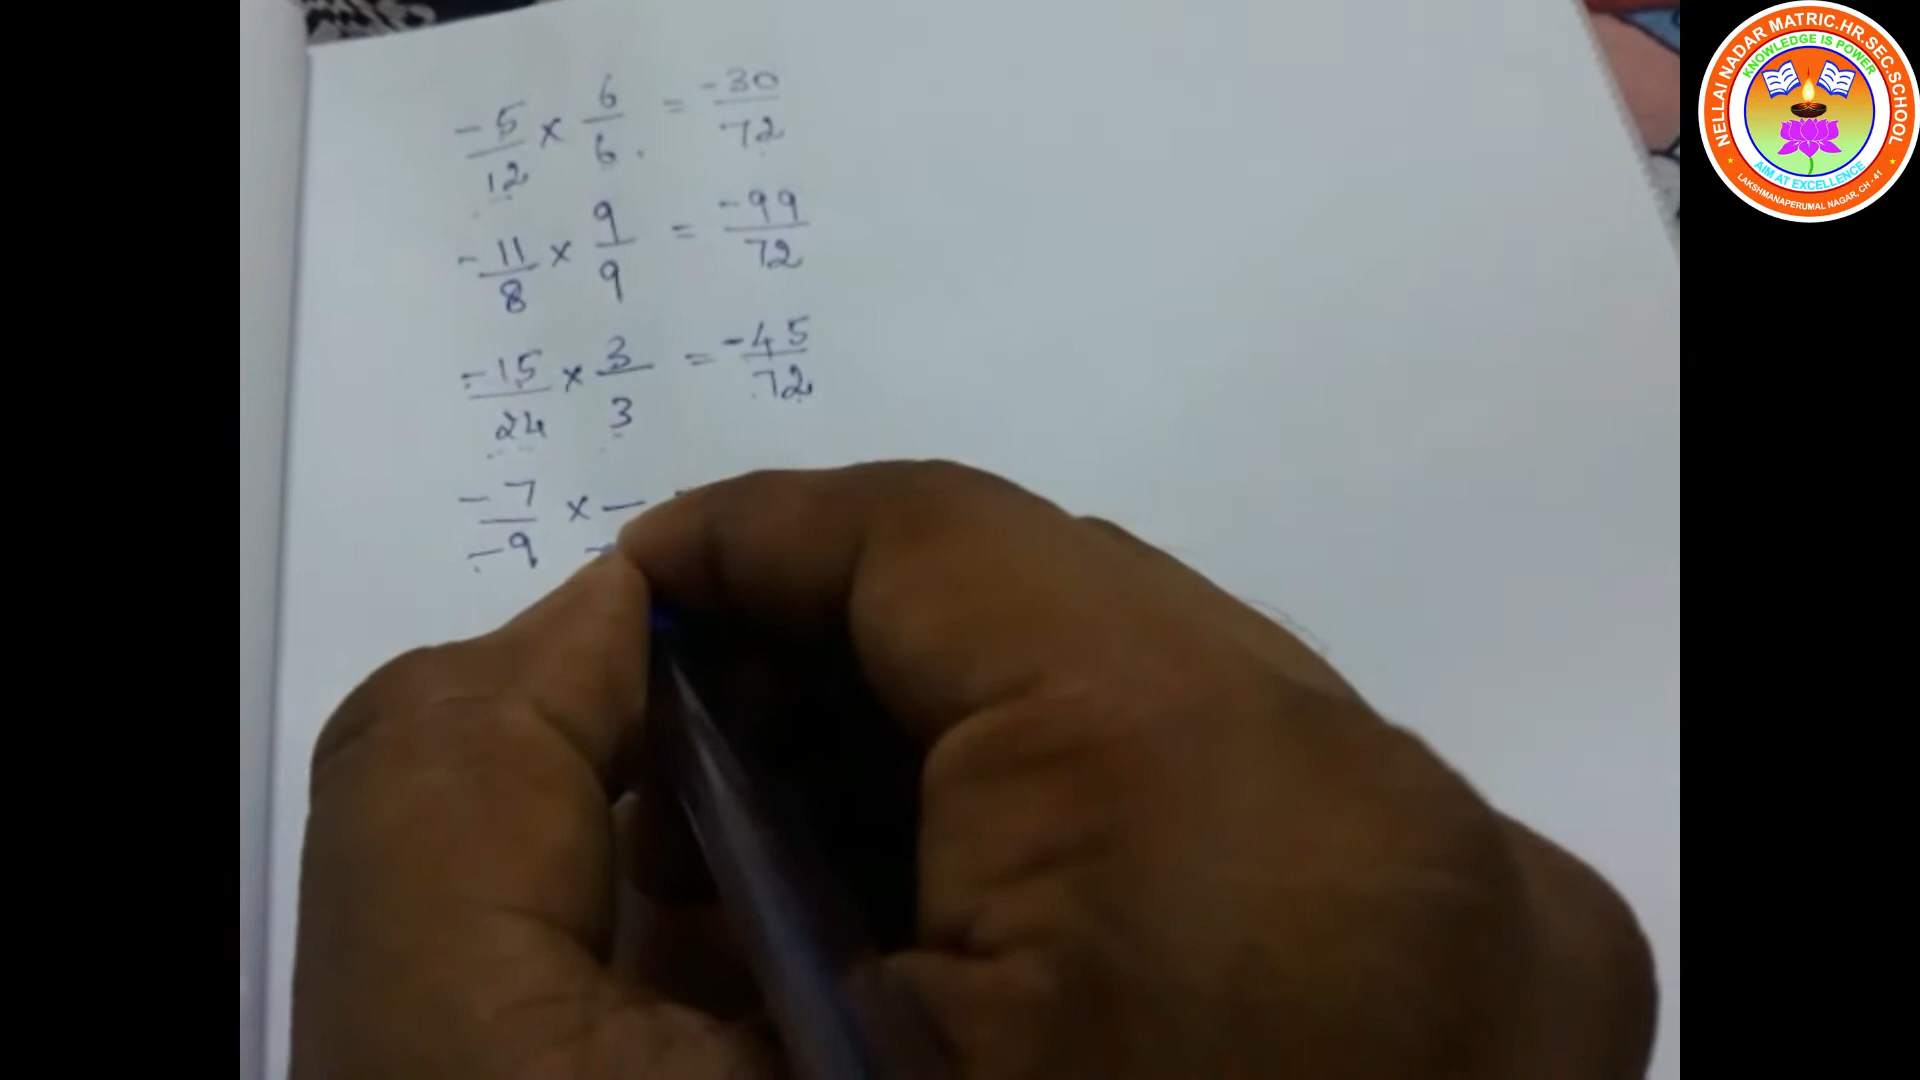 -5/12 × 6/6 . = -30/72
-11/8 × 9/9 = -99/72
-15/24 × 3/3 = -45/72
-7/-9 × —
NELLAI NADAR MATRIC.HR.SEC.SCHOOL
KNOWLEDGE IS POWER
AIM AT EXCELLENCE
LAKSHMANAPERUMAL NAGAR, CH - 41